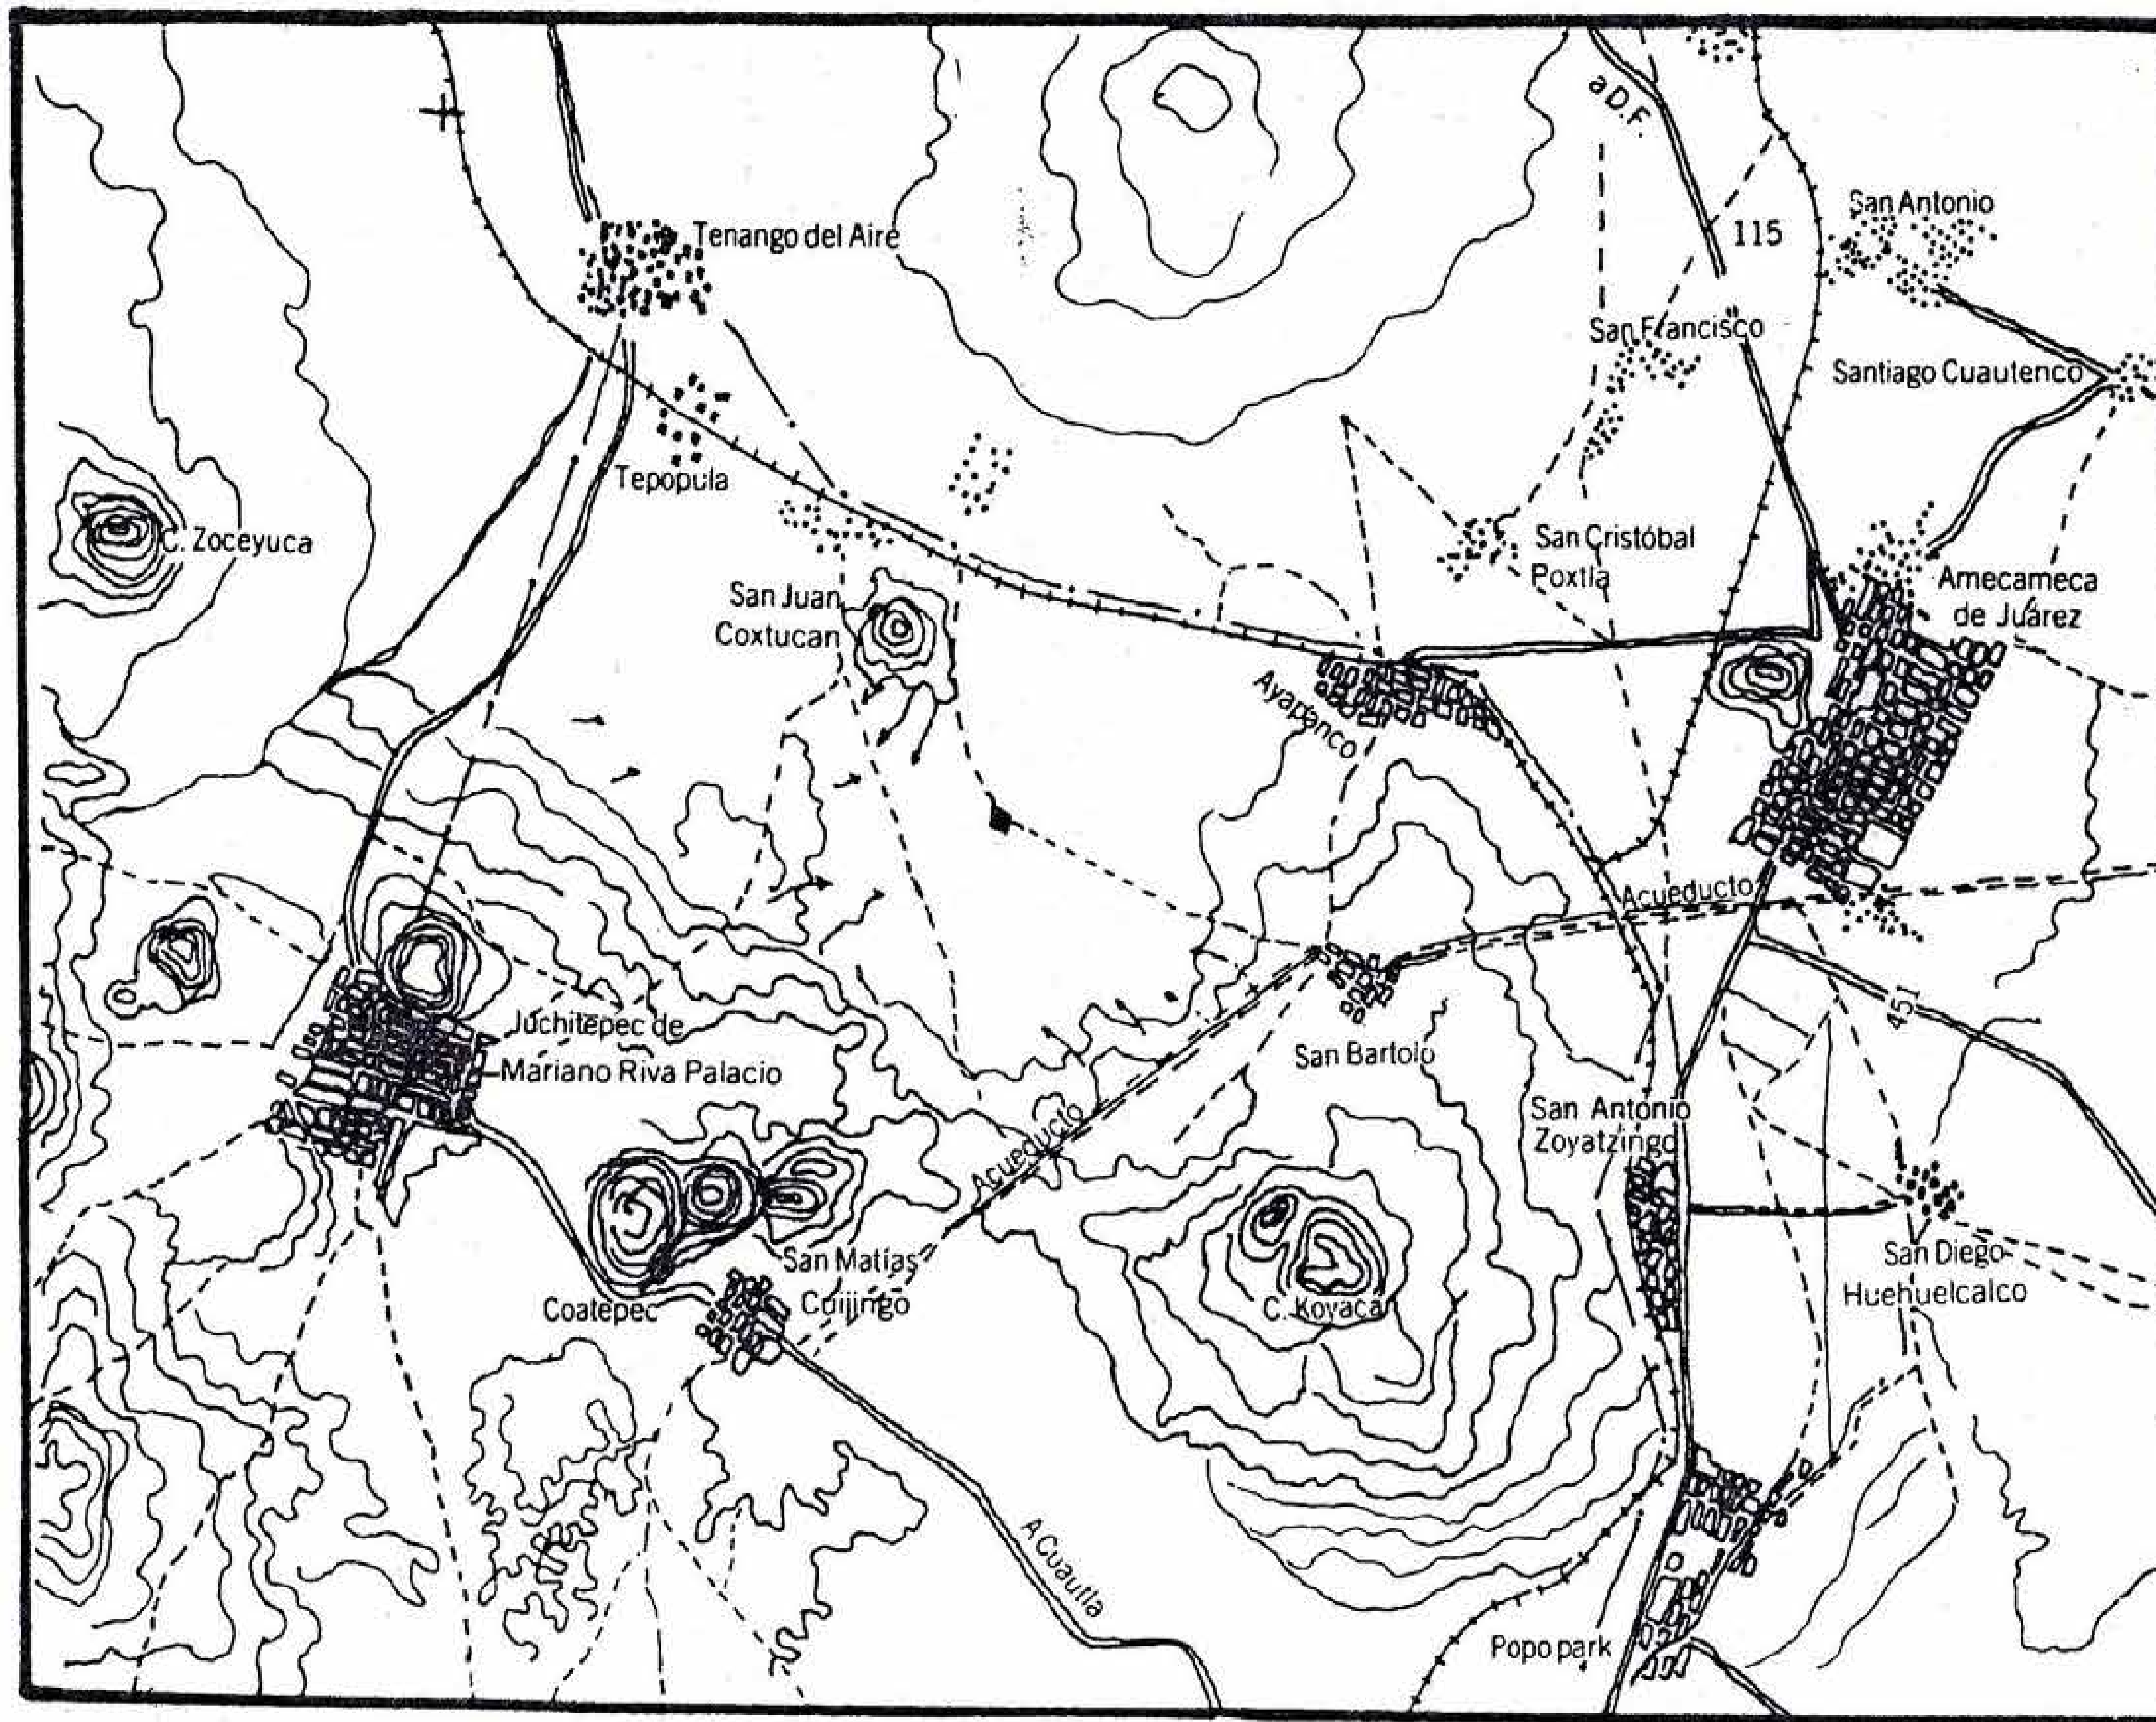 a D.F.
San Antonio
115
Tenango del Aire
San Francisco
Santiago Cuautenco
Tepopula
C. Zoceyuca
San Cristóbal
Poxtla
Amecameca
de Juárez
San Juan
Coxtucan
Ayapanco
Acueducto
451
Juchitepec de
Mariano Riva Palacio
San Bartolo
San Antonio
Zoyatzingo
Acueducto
San Matías
Cuijingo
Coatepec
C. Koyaca
San Diego
Huehuelcalco
A Cuautla
Popo park